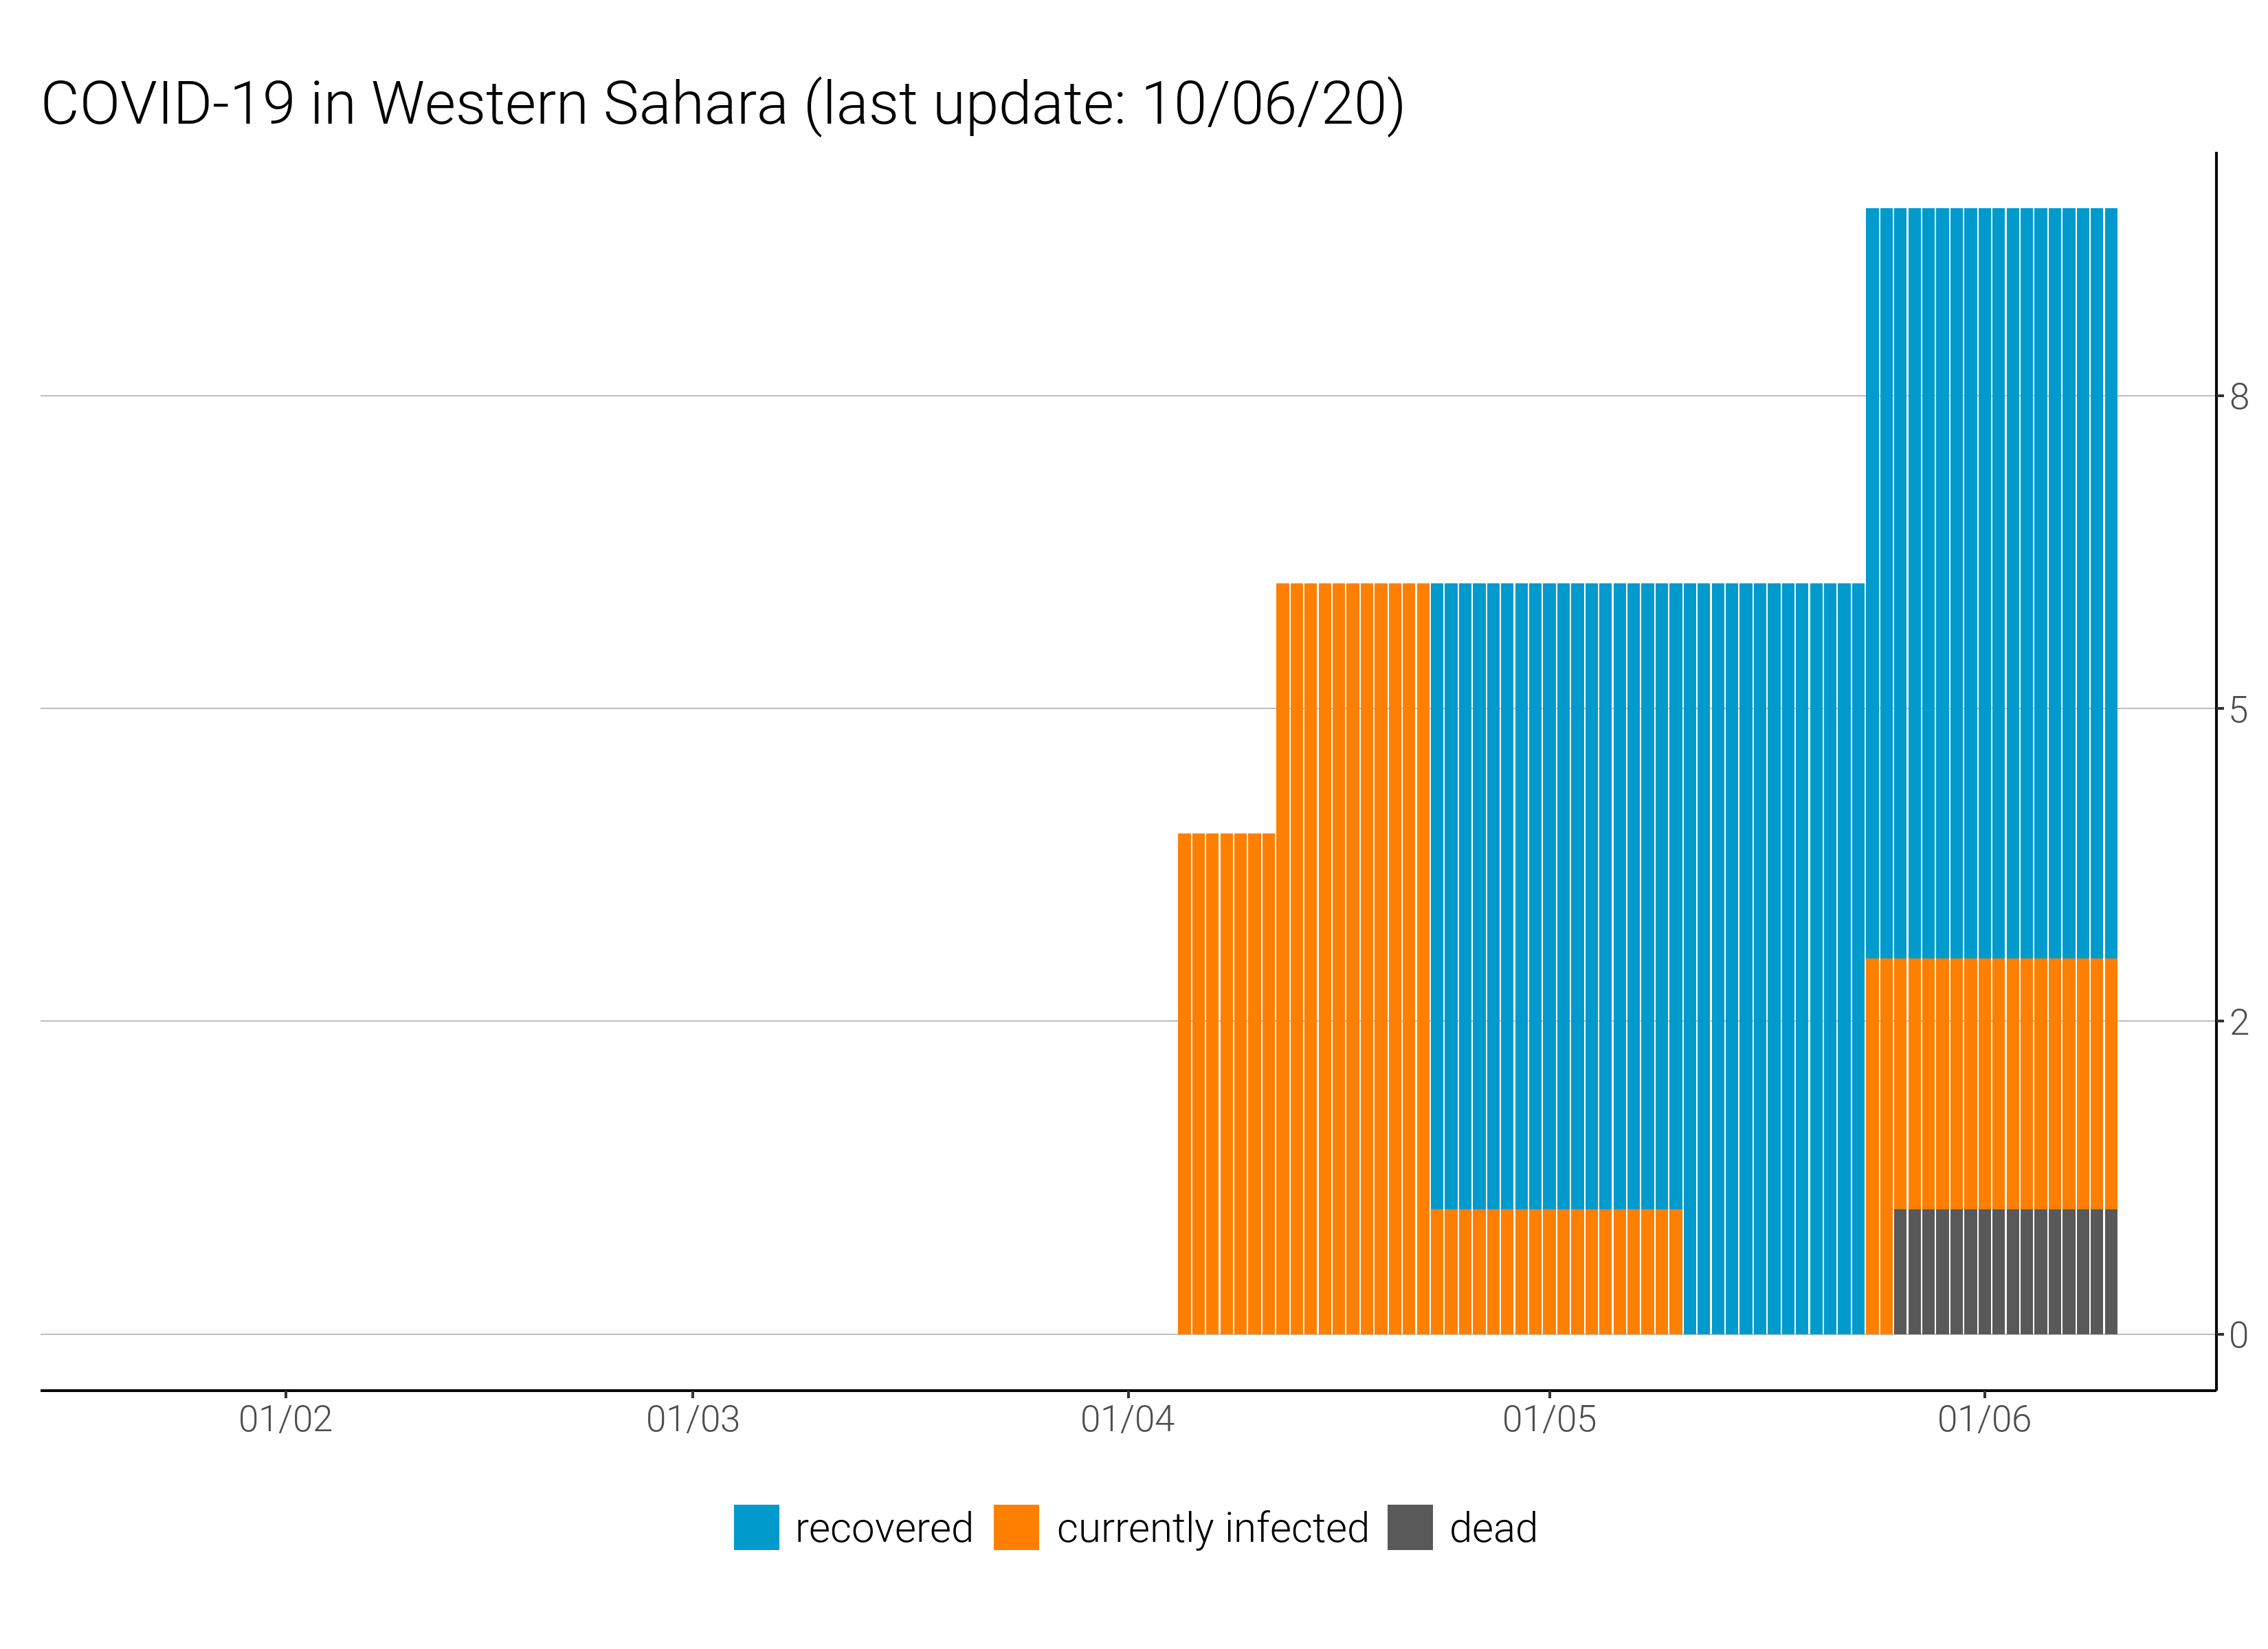 COVID-19 in Western Sahara (last update: 10/06/20)
8
5
2
0
01/02 01/03 01/04 01/05 01/06
recovered currently infected dead